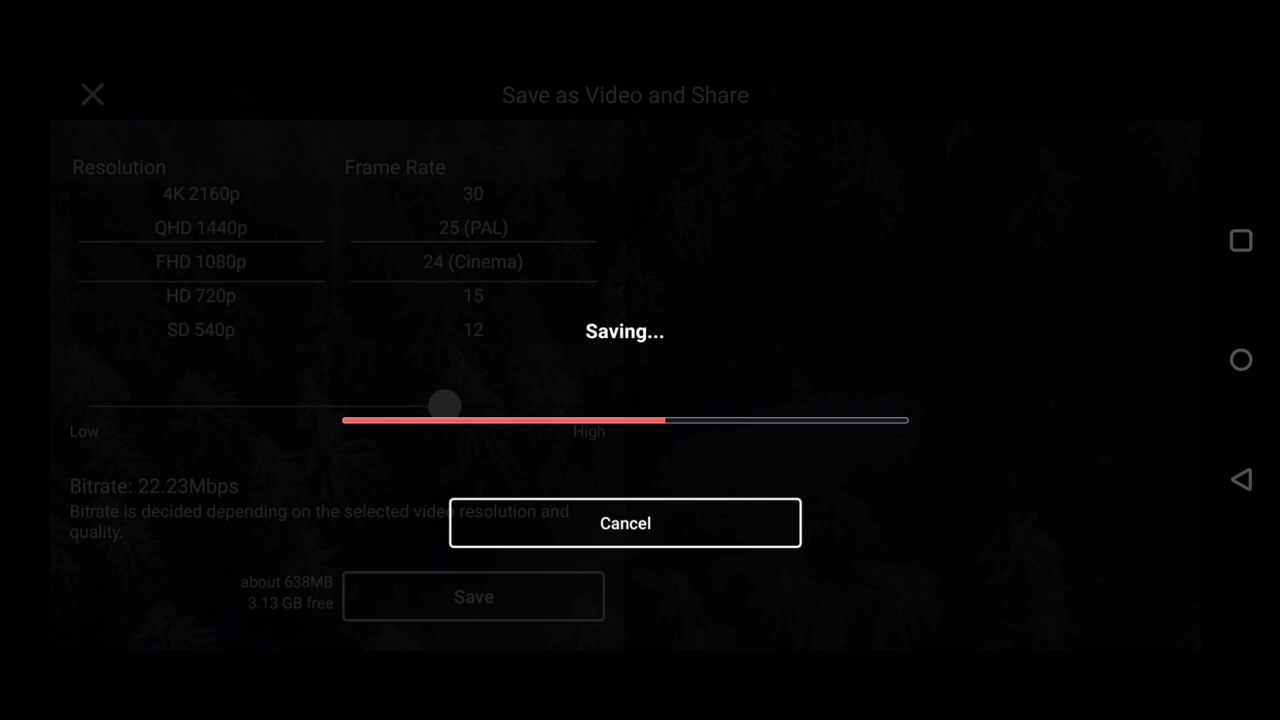 Save as Video and Share
Resolution
4K 2160p
QHD 1440p
FHD 1080p
HD 720p
SD 540p
Frame Rate
30
25 (PAL)
24 (Cinema)
15
12
Saving...
Low
High
Bitrate: 22.23Mbps
Bitrate is decided depending on the selected video resolution and
quality.
Cancel
about 638MB
3.13 GB free
Save